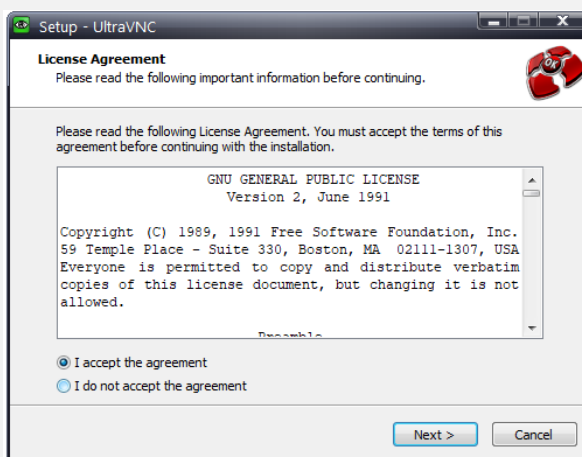 Setup - UltraVNC
License Agreement
Please read the following important information before continuing.
OK
Please read the following License Agreement. You must accept the terms of this
agreement before continuing with the installation.
GNU GENERAL PUBLIC LICENSE
Version 2, June 1991
Copyright (C) 1989, 1991 Free Software Foundation, Inc.
59 Temple Place - Suite 330, Boston, MA  02111-1307, USA
Everyone is permitted to copy and distribute verbatim
copies of this license document, but changing it is not
allowed.
Preamble
I accept the agreement
I do not accept the agreement
Next >
Cancel